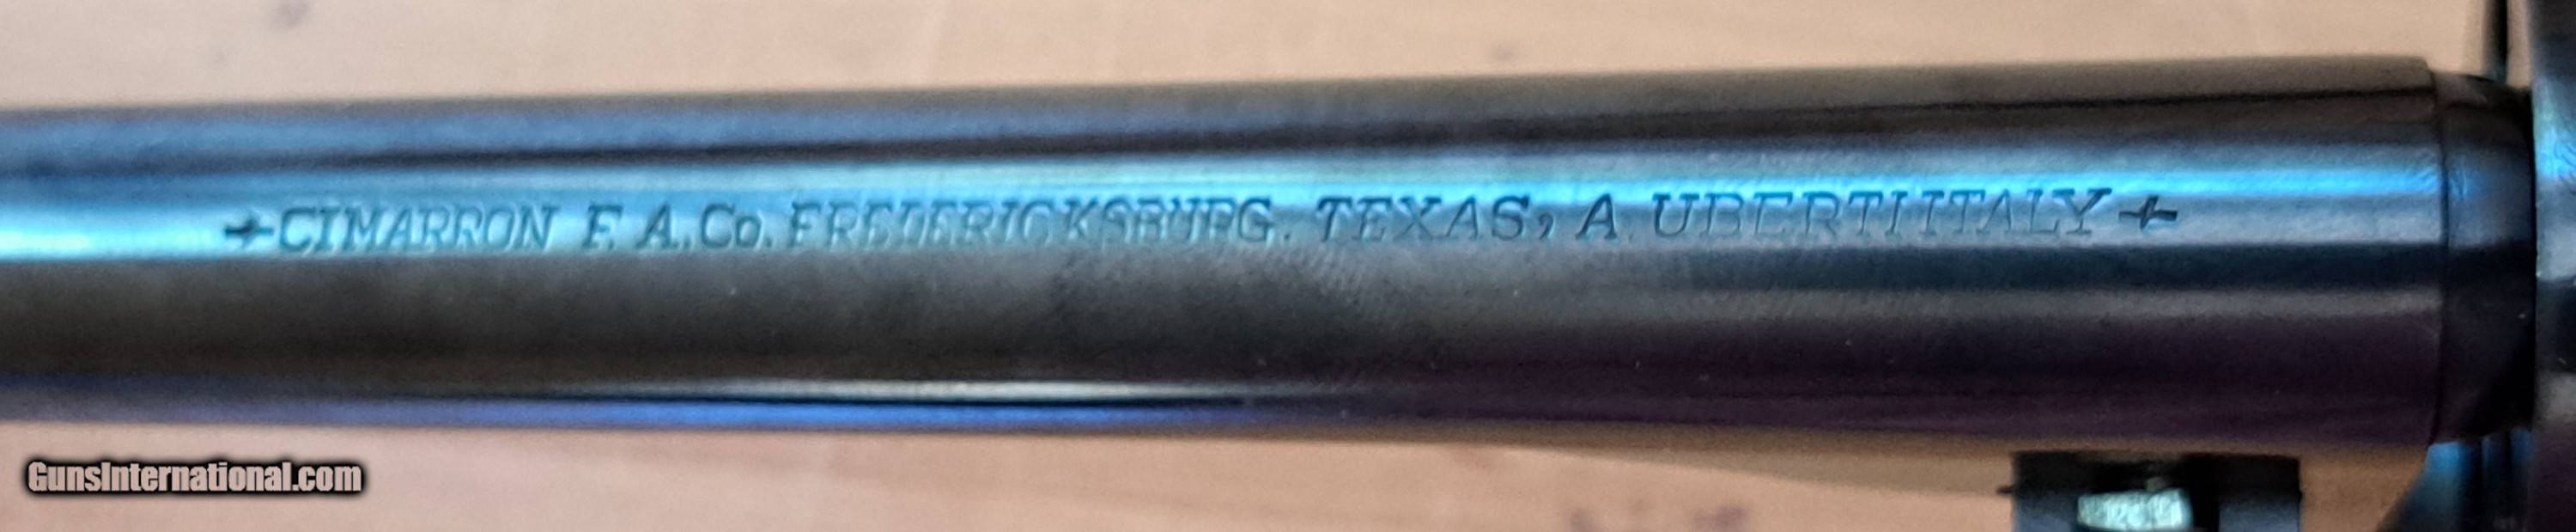 CIMARRON F. A. Co. FREDERICKSBURG. TEXAS, A. UBERTI ITALY
GunsInternational.com